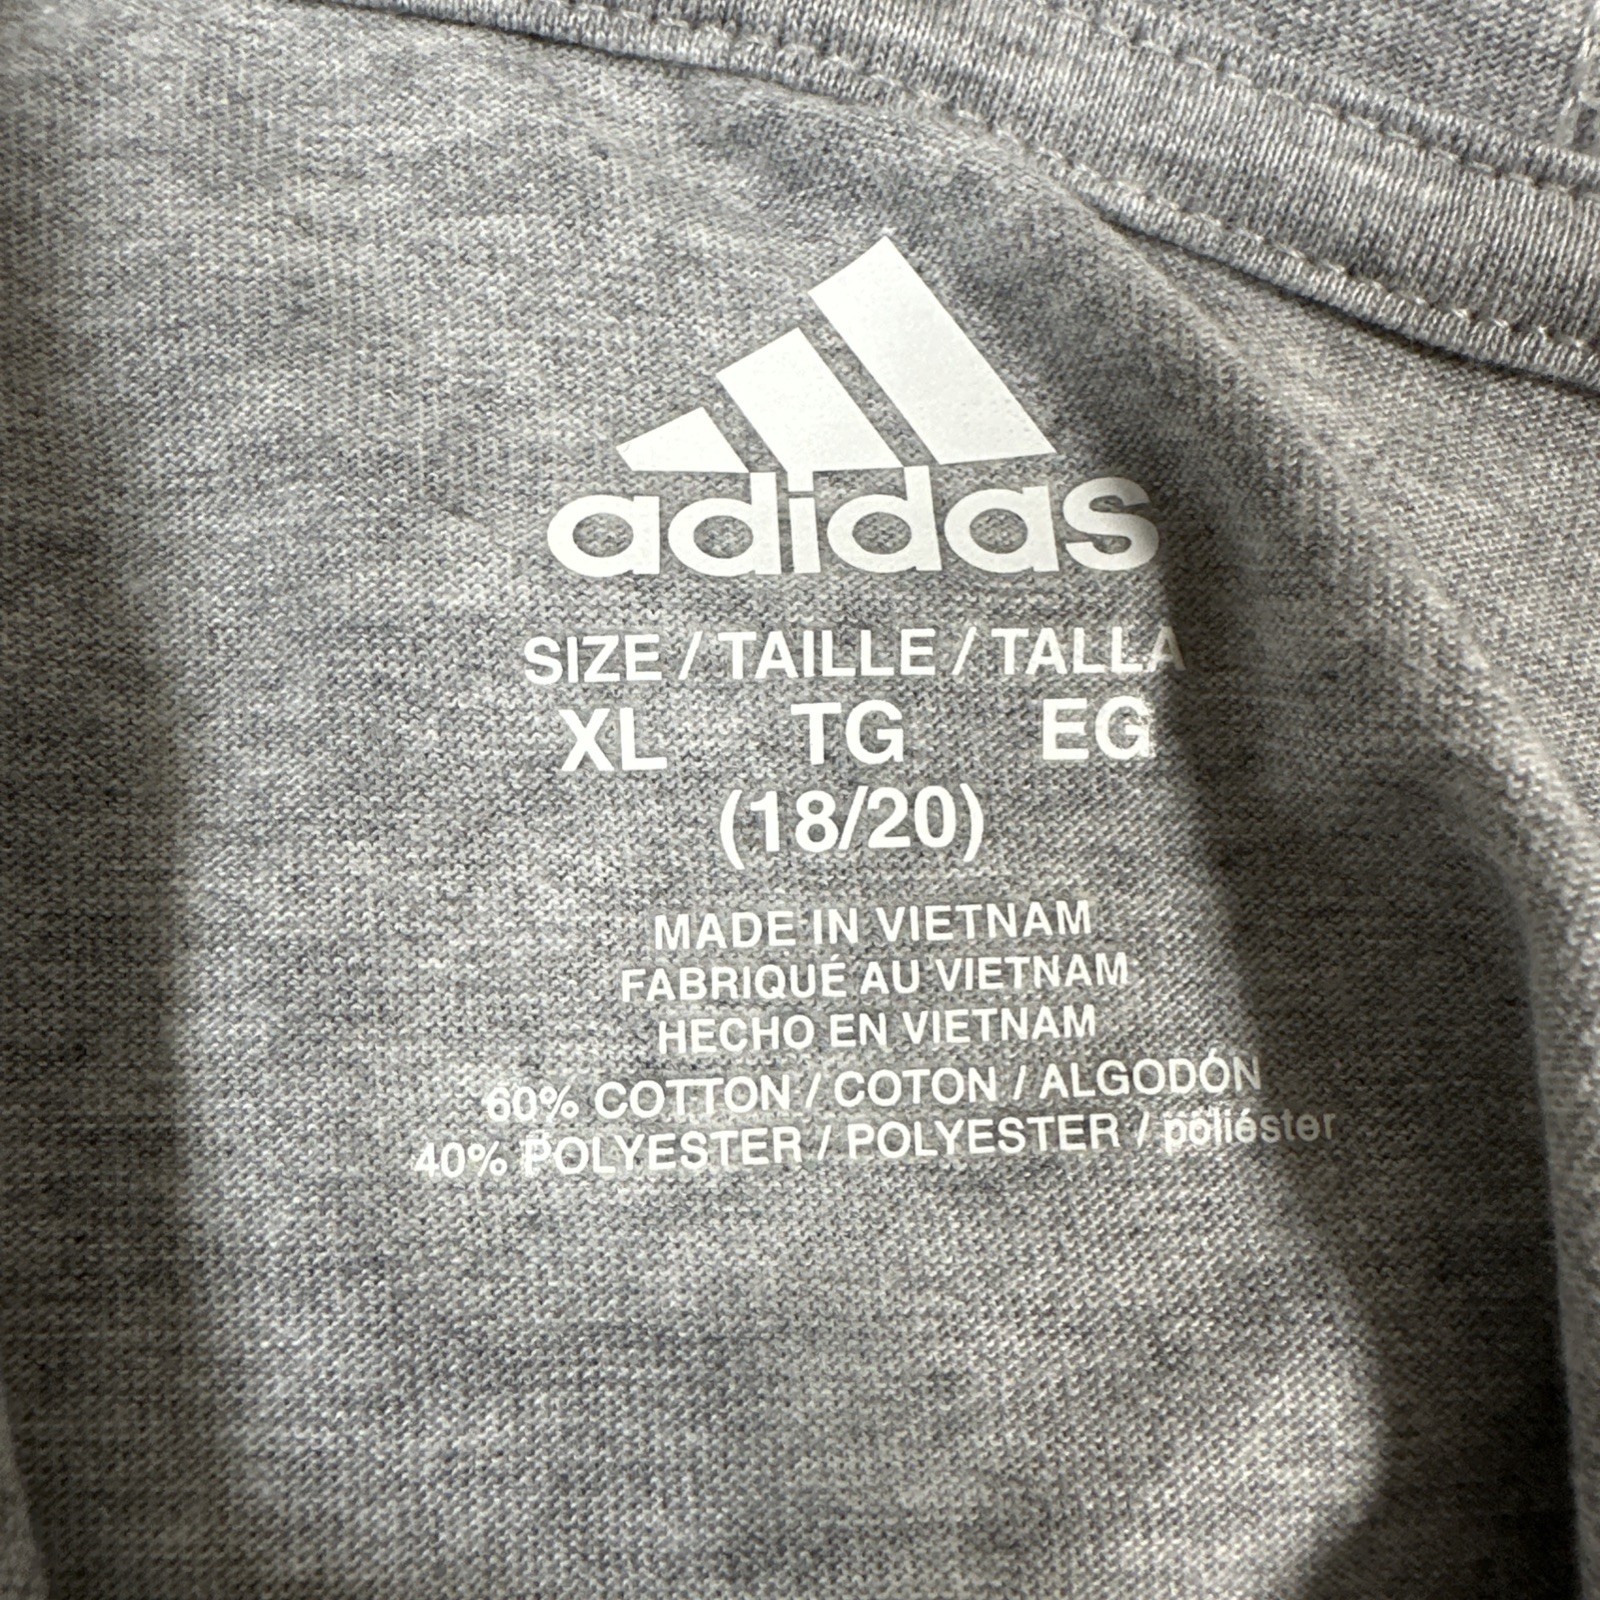 adidas
SIZE / TAILLE / TALLA
XL TG EG
(18/20)
MADE IN VIETNAM
FABRIQUÉ AU VIETNAM
HECHO EN VIETNAM
60% COTTON / COTON / ALGODÓN
40% POLYESTER / POLYESTER / poliéster